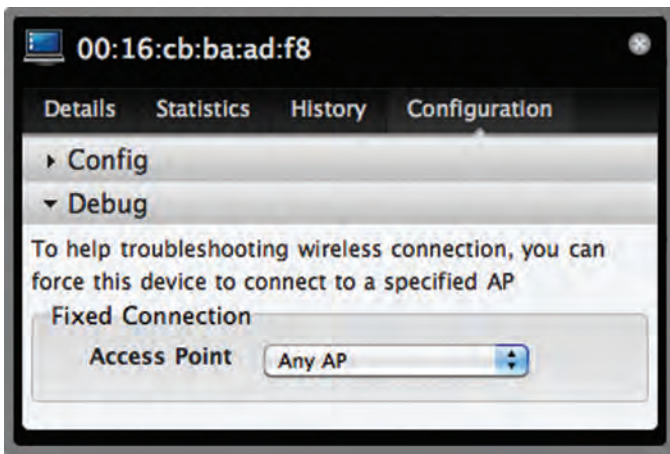 00:16:cb:ba:ad:f8
Details Statistics History Configuration
Config
Debug
To help troubleshooting wireless connection, you can
force this device to connect to a specified AP
Fixed Connection
Access Point Any AP